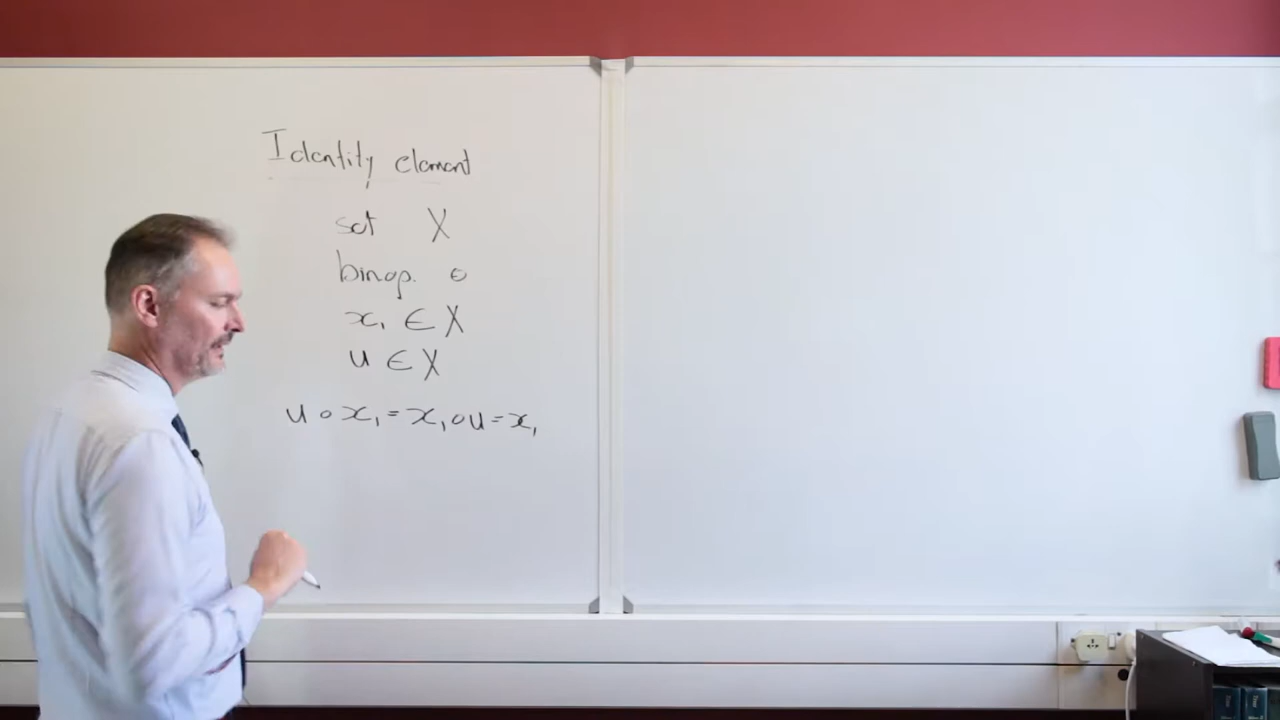 Identity element
set X
binop. ∘
x₁ ∈ X
u ∈ X
u ∘ x₁ = x₁ ∘ u = x₁